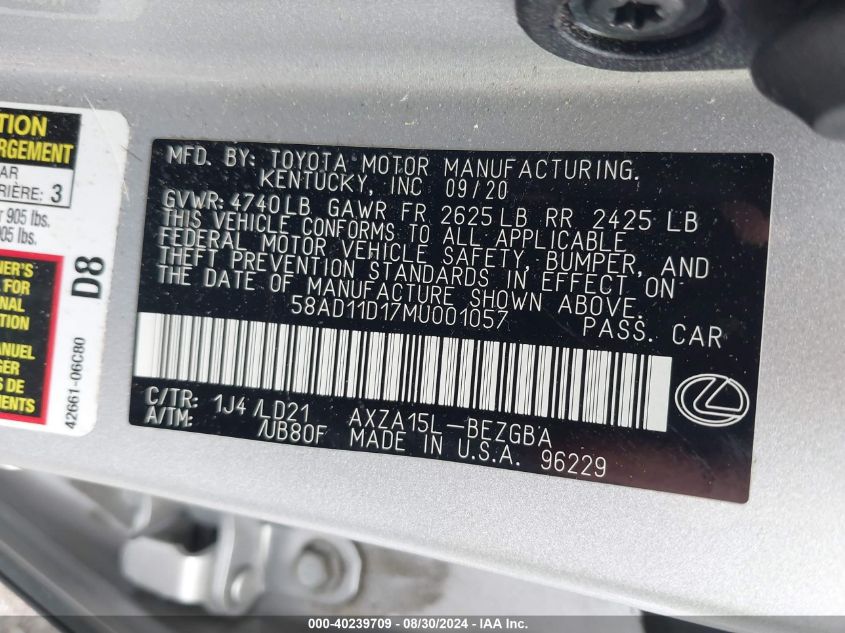 TION
RGEMENT
AR
RIÈRE: 3
905 lbs.
905 lbs.
D8
NER'S
FOR
NAL
TION
ANUEL
GER
S DE
MENTS
42661-06C80
MFD. BY: TOYOTA MOTOR MANUFACTURING.
KENTUCKY, INC 09/20
GVWR: 4740LB GAWR FR 2625LB RR 2425 LB
THIS VEHICLE CONFORMS TO ALL APPLICABLE
FEDERAL MOTOR VEHICLE SAFETY, BUMPER, AND
THEFT PREVENTION STANDARDS IN EFFECT ON
THE DATE OF MANUFACTURE SHOWN ABOVE.
58AD11D17MU001057 PASS. CAR
C/TR: 1J4/LD21 AXZA15L-BEZGBA
A/TM: /UB80F MADE IN U.S.A. 96229
000-40239709 / 08/30/2024 - IAA Inc.